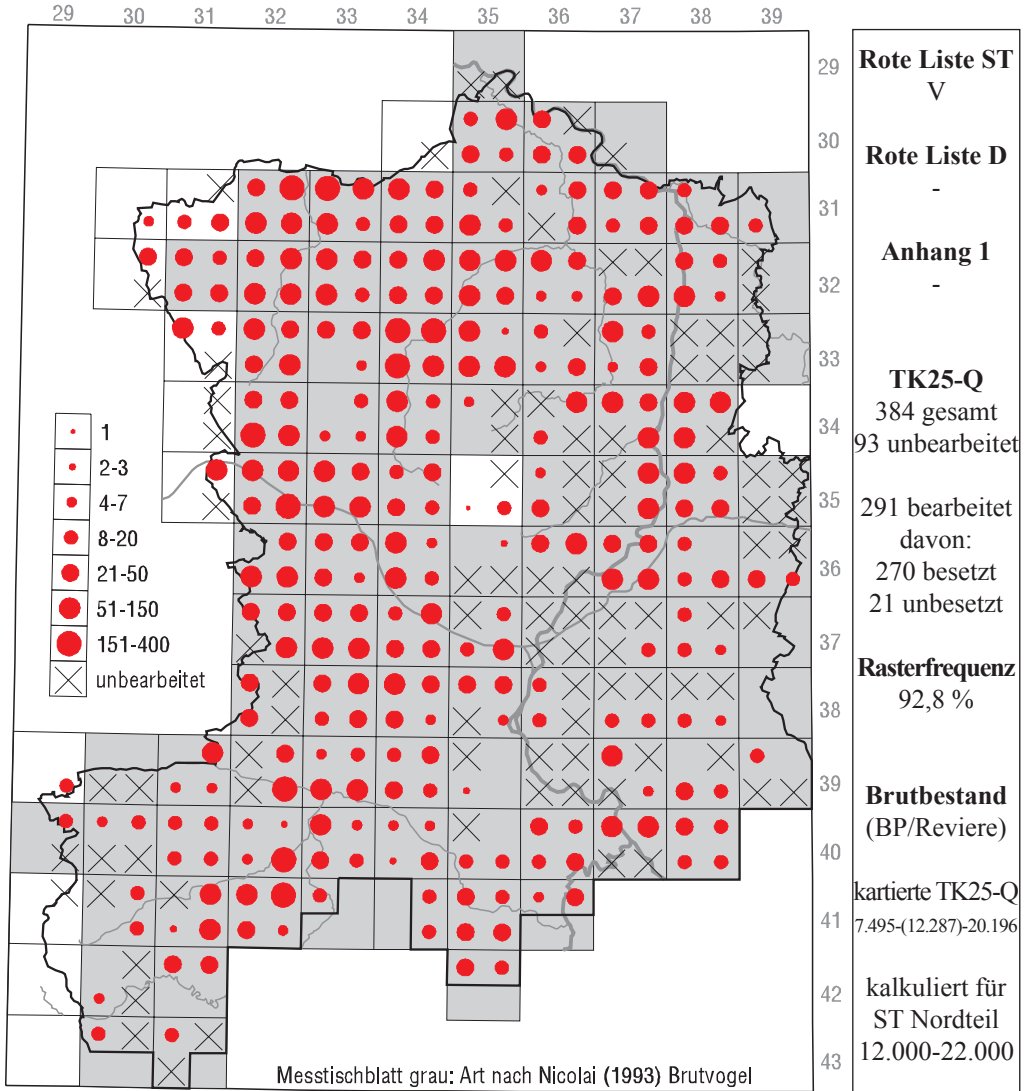 29 30 31 32 33 34 35 36 37 38 39
29
30
31
32
33
34
35
36
37
38
39
40
41
42
43
1
2-3
4-7
8-20
21-50
51-150
151-400
unbearbeitet
Messtischblatt grau: Art nach Nicolai (1993) Brutvogel
Rote Liste ST
V
Rote Liste D
-
Anhang 1
-
TK25-Q
384 gesamt
93 unbearbeitet
291 bearbeitet
davon:
270 besetzt
21 unbesetzt
Rasterfrequenz
92,8 %
Brutbestand
(BP/Reviere)
kartierte TK25-Q
7.495-(12.287)-20.196
kalkuliert für
ST Nordteil
12.000-22.000